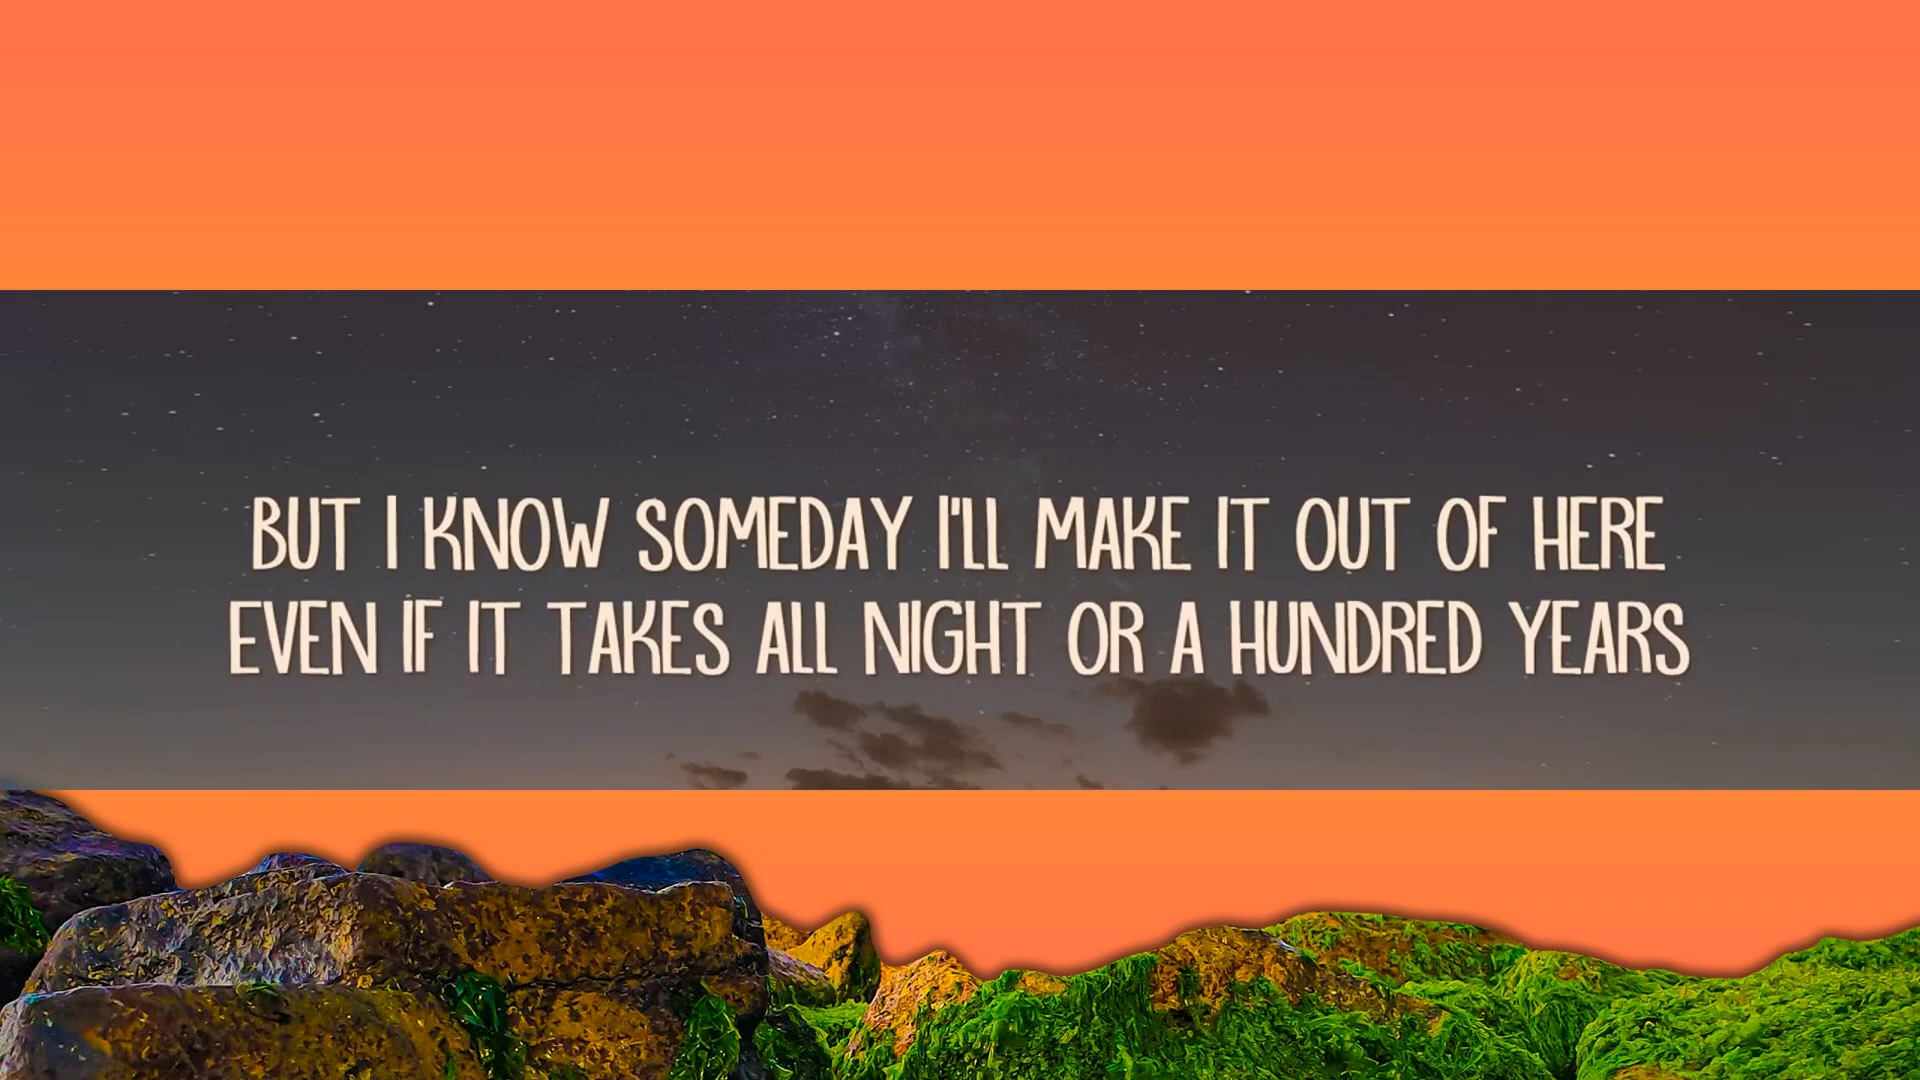 BUT I KNOW SOMEDAY I'LL MAKE IT OUT OF HERE
EVEN IF IT TAKES ALL NIGHT OR A HUNDRED YEARS